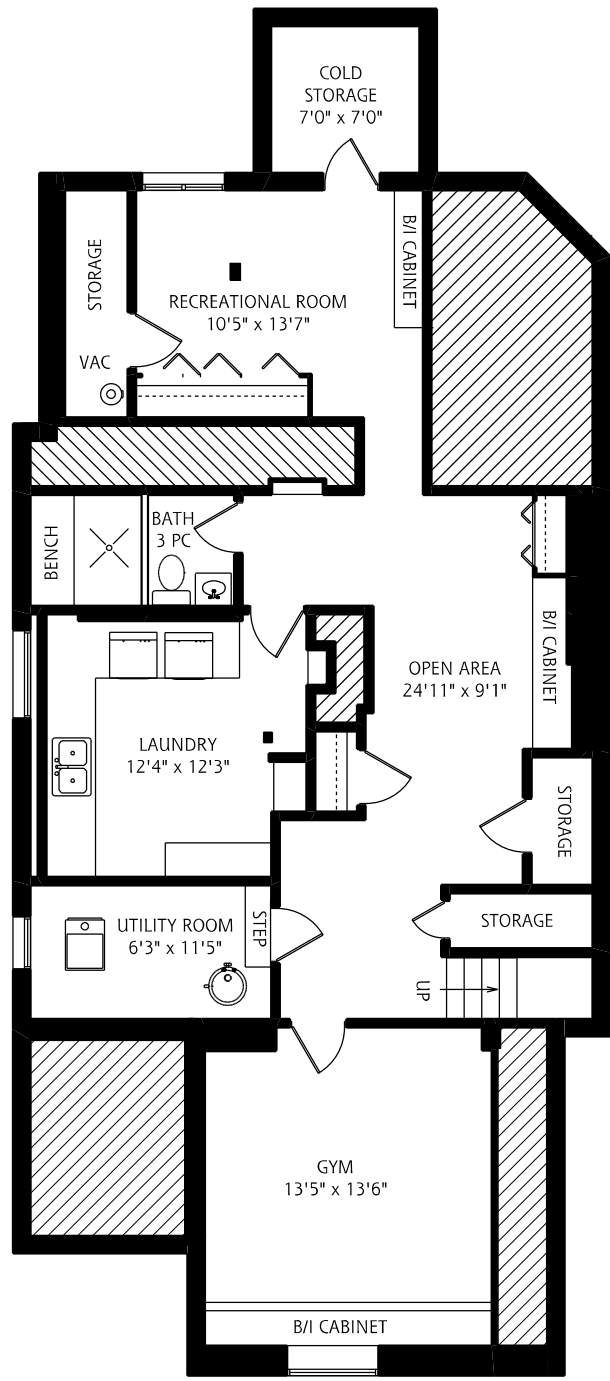 COLD
STORAGE
7'0" x 7'0"
B/I CABINET
STORAGE
RECREATIONAL ROOM
10'5" x 13'7"
VAC
BATH
3 PC
BENCH
B/I CABINET
OPEN AREA
24'11" x 9'1"
LAUNDRY
12'4" x 12'3"
STORAGE
STORAGE
UTILITY ROOM
6'3" x 11'5"
STEP
UP
GYM
13'5" x 13'6"
B/I CABINET